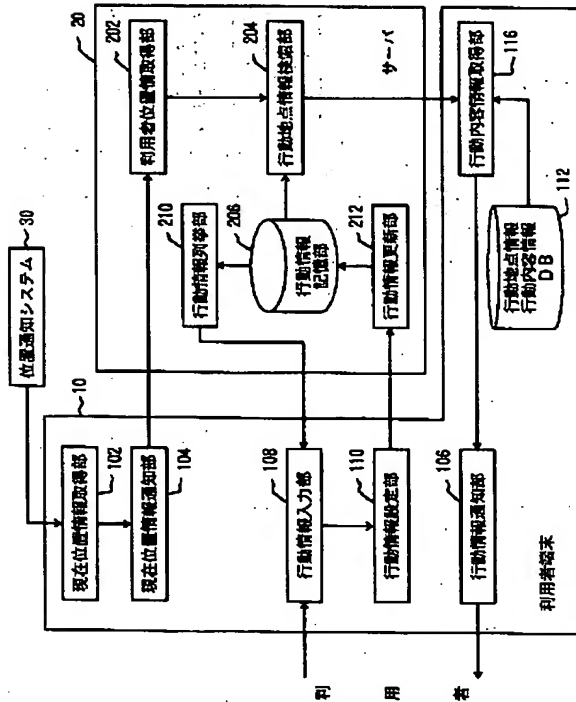 位置通知システム
30
10
現在位置情報取得部
102
現在位置情報通知部
104
行動情報入力部
108
行動情報設定部
110
行動情報通知部
106
利用者端末
利用者
20
利用者位置情報取得部
202
行動地点情報検索部
204
行動情報列挙部
210
行動情報
記憶部
206
行動情報更新部
212
サーバ
行動内容情報取得部
116
行動地点情報
行動内容情報
DB
112